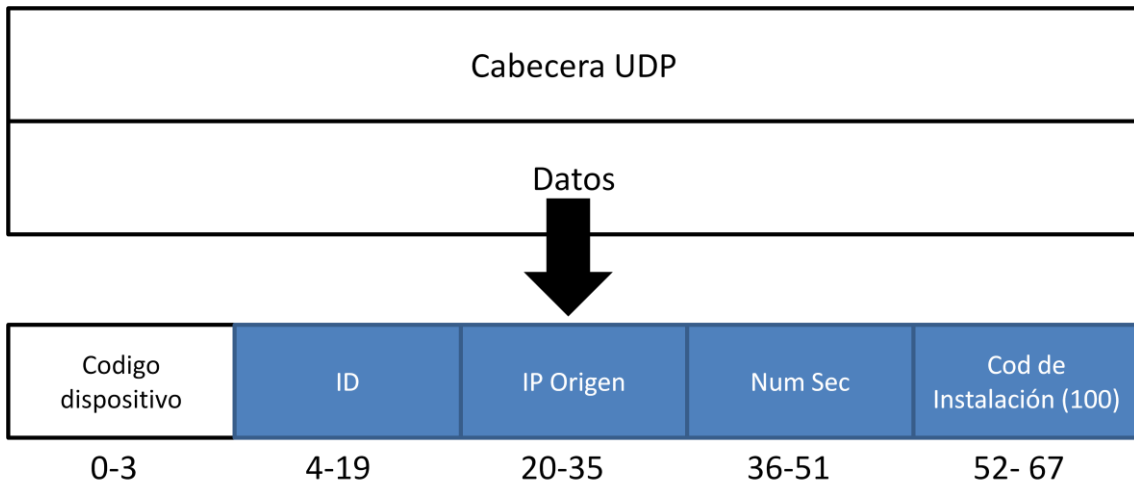 Cabecera UDP
Datos
Codigo
dispositivo
ID
IP Origen
Num Sec
Cod de
Instalación (100)
0-3
4-19
20-35
36-51
52- 67